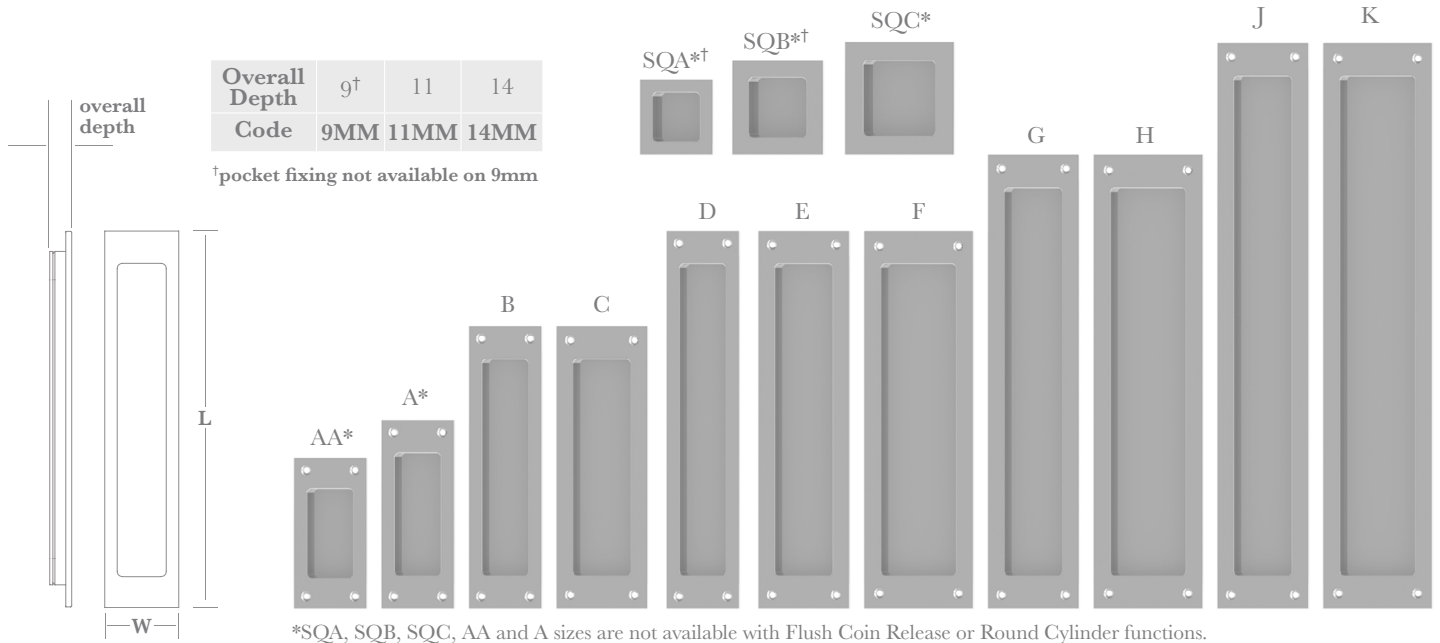 overall
depth
Overall Depth 9† 11 14
Code 9MM 11MM 14MM
†pocket fixing not available on 9mm
SQA*† SQB*† SQC*
J K
G H
D E F
B C
A*
AA*
L
W
*SQA, SQB, SQC, AA and A sizes are not available with Flush Coin Release or Round Cylinder functions.